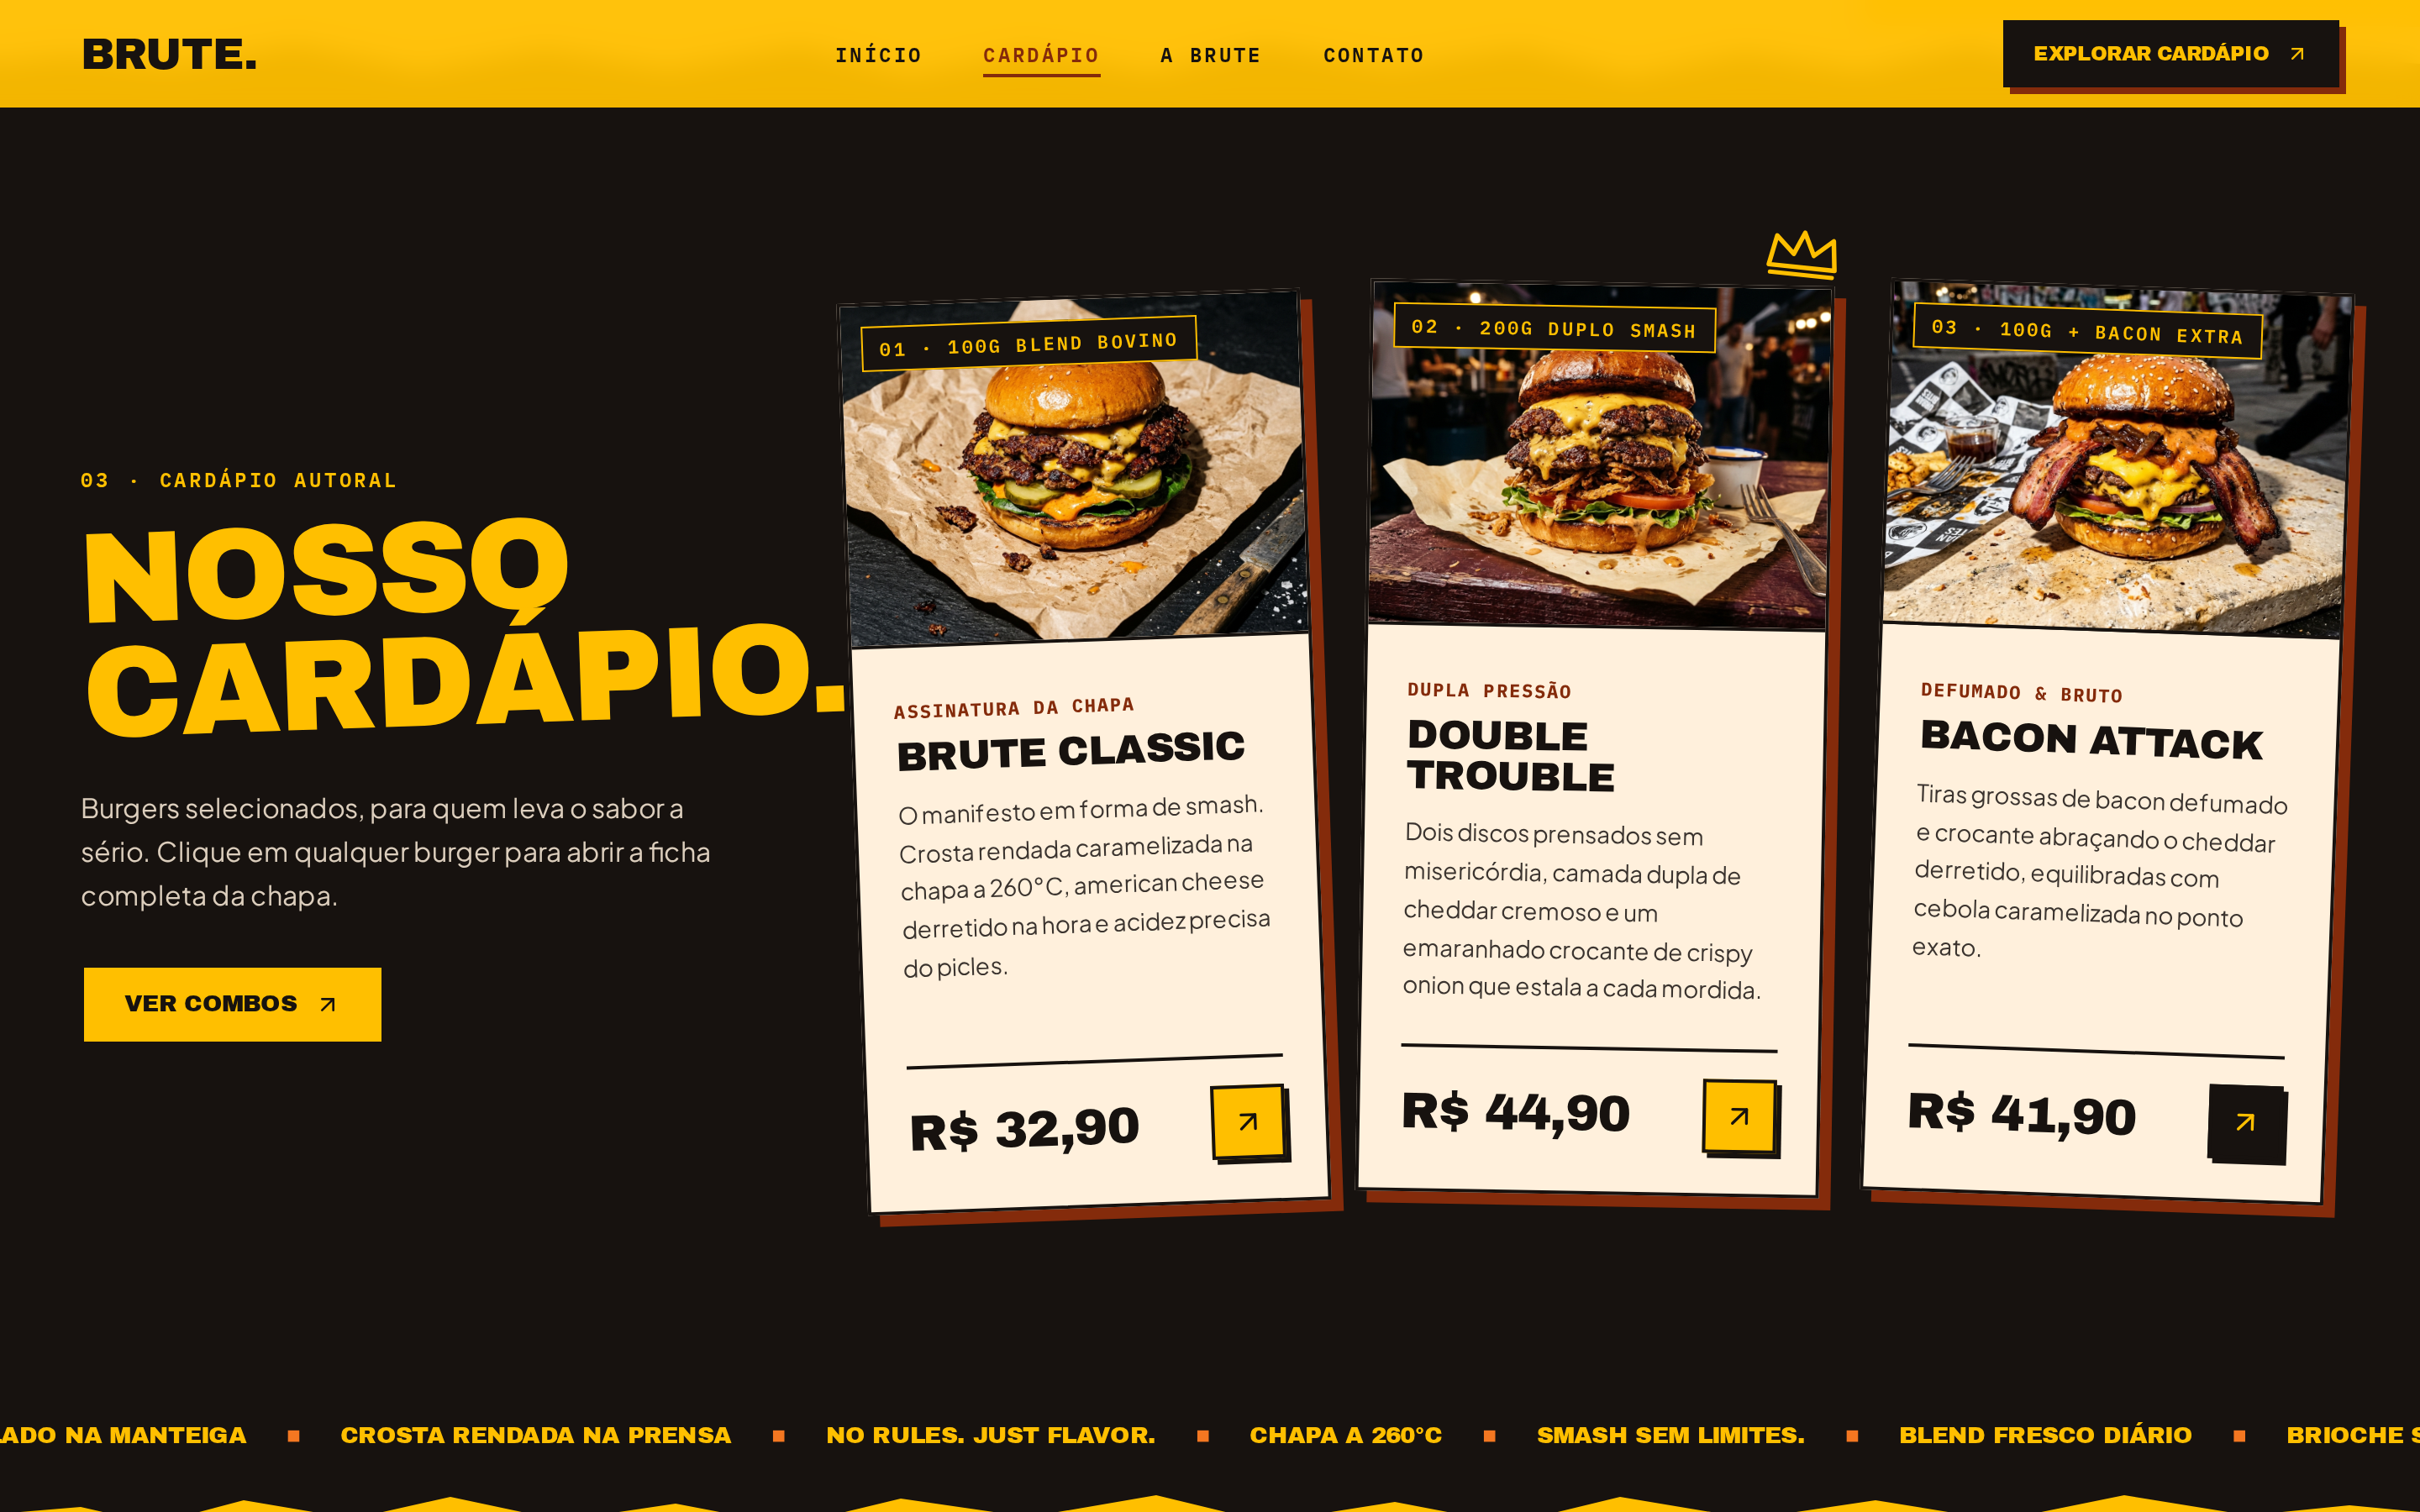 BRUTE.
INÍCIO
CARDÁPIO
A BRUTE
CONTATO
EXPLORAR CARDÁPIO
03 · CARDÁPIO AUTORAL
NOSSO
CARDÁPIO.
Burgers selecionados, para quem leva o sabor a
sério. Clique em qualquer burger para abrir a ficha
completa da chapa.
VER COMBOS
01 · 100G BLEND BOVINO
ASSINATURA DA CHAPA
BRUTE CLASSIC
O manifesto em forma de smash.
Crosta rendada caramelizada na
chapa a 260°C, american cheese
derretido na hora e acidez precisa
do picles.
R$ 32,90
02 · 200G DUPLO SMASH
DUPLA PRESSÃO
DOUBLE
TROUBLE
Dois discos prensados sem
misericórdia, camada dupla de
cheddar cremoso e um
emaranhado crocante de crispy
onion que estala a cada mordida.
R$ 44,90
03 · 100G + BACON EXTRA
DEFUMADO & BRUTO
BACON ATTACK
Tiras grossas de bacon defumado
e crocante abraçando o cheddar
derretido, equilibradas com
cebola caramelizada no ponto
exato.
R$ 41,90
LADO NA MANTEIGA ■ CROSTA RENDADA NA PRENSA ■ NO RULES. JUST FLAVOR. ■ CHAPA A 260°C ■ SMASH SEM LIMITES. ■ BLEND FRESCO DIÁRIO ■ BRIOCHE S